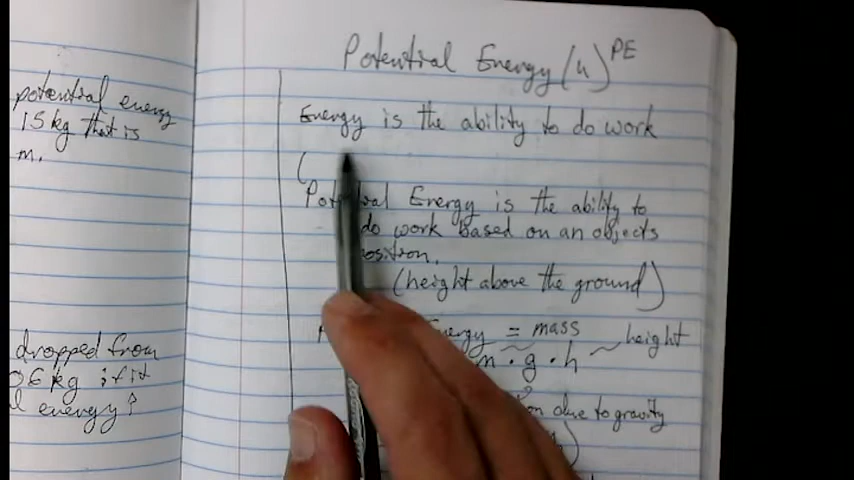 potential energy
15 kg that is
m.
dropped from
06 kg if it
energy?
Potential Energy (u) PE
Energy is the ability to do work
(
Potential Energy is the ability to
do work based on an objects
position.
(height above the ground)
Energy = mass height
m · g · h
due to gravity
)